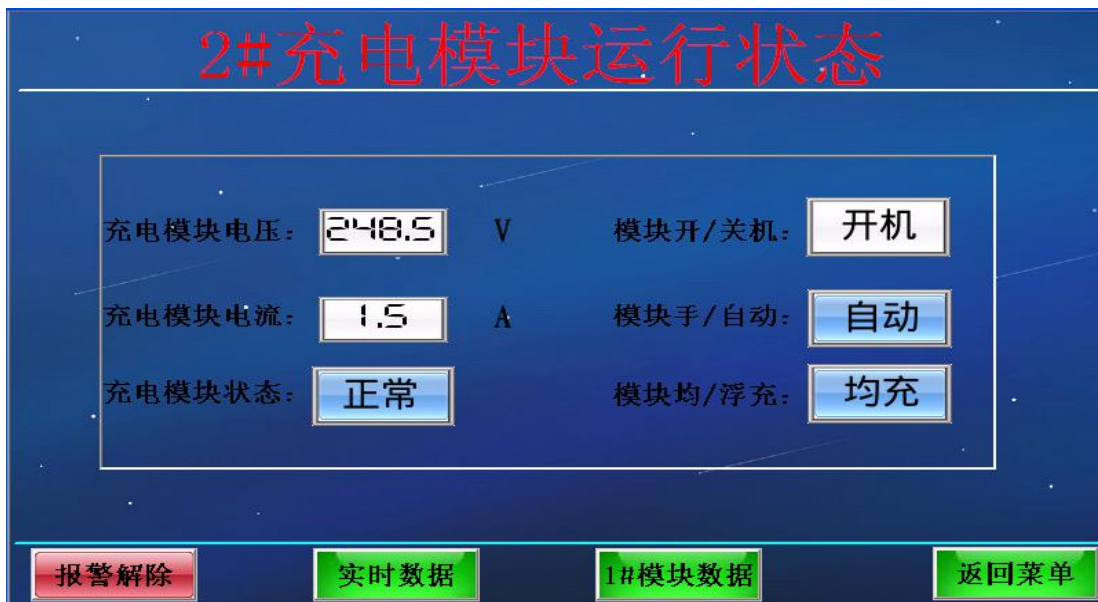 2#充电模块运行状态
充电模块电压: 248.5 V 模块开/关机: 开机
充电模块电流: 1.5 A 模块手/自动: 自动
充电模块状态: 正常 模块均/浮充: 均充
报警解除 实时数据 1#模块数据 返回菜单